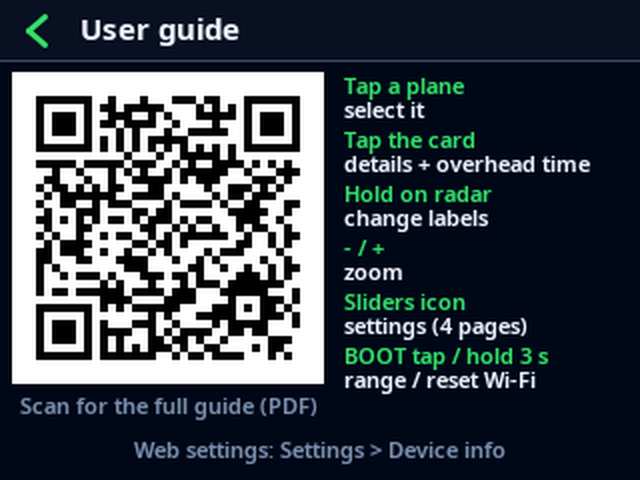 User guide
Tap a plane
select it
Tap the card
details + overhead time
Hold on radar
change labels
- / +
zoom
Sliders icon
settings (4 pages)
BOOT tap / hold 3 s
range / reset Wi-Fi
Scan for the full guide (PDF)
Web settings: Settings > Device info